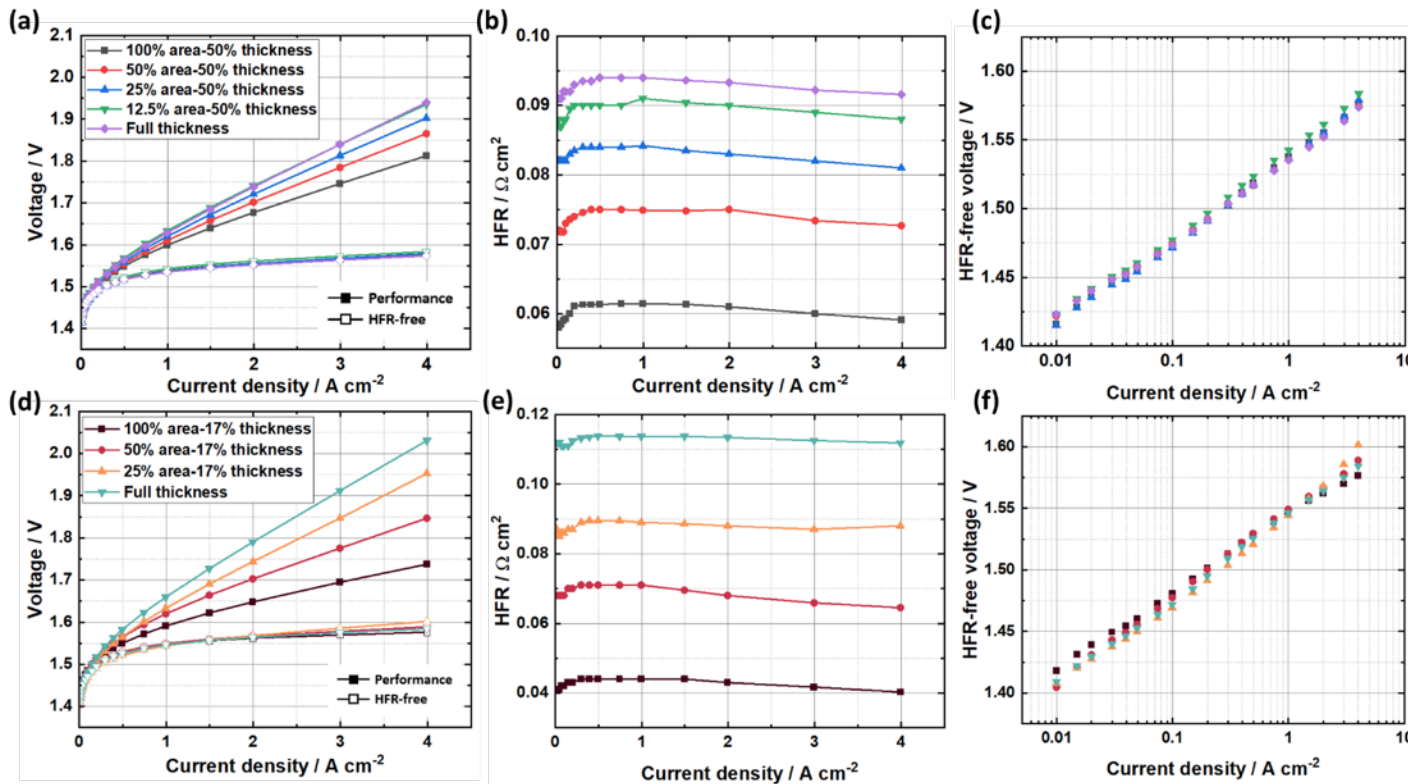 (a)
2.1
2.0
1.9
1.8
1.7
1.6
1.5
1.4
Voltage / V
100% area-50% thickness
50% area-50% thickness
25% area-50% thickness
12.5% area-50% thickness
Full thickness
Performance
HFR-free
0
1
2
3
4
Current density / A cm-2
(b)
0.10
0.09
0.08
0.07
0.06
HFR / Ω cm2
0
1
2
3
4
Current density / A cm-2
(c)
1.60
1.55
1.50
1.45
1.40
HFR-free voltage / V
0.01
0.1
1
10
Current density / A cm-2
(d)
2.1
2.0
1.9
1.8
1.7
1.6
1.5
1.4
Voltage / V
100% area-17% thickness
50% area-17% thickness
25% area-17% thickness
Full thickness
Performance
HFR-free
0
1
2
3
4
Current density / A cm-2
(e)
0.12
0.10
0.08
0.06
0.04
HFR / Ω cm2
0
1
2
3
4
Current density / A cm-2
(f)
1.60
1.55
1.50
1.45
1.40
HFR-free voltage / V
0.01
0.1
1
10
Current density / A cm-2